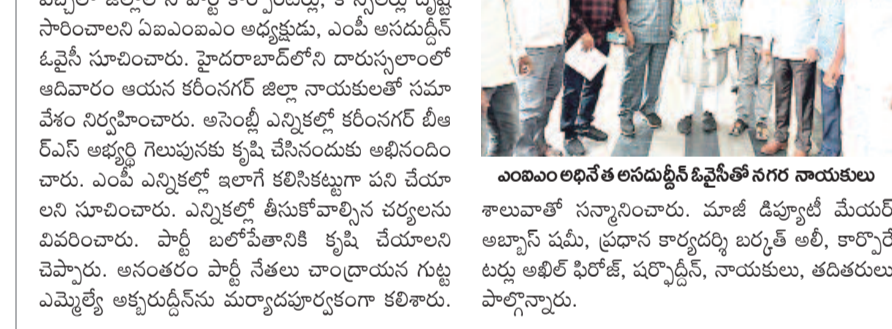 సారించాలని ఏఐఎంఐఎం అధ్యక్షుడు, ఎంపీ అసదుద్దీన్
ఓవైసీ సూచించారు. హైదరాబాద్‌లోని దారుస్సలాంలో
ఆదివారం ఆయన కరీంనగర్ జిల్లా నాయకులతో సమా
వేశం నిర్వహించారు. అసెంబ్లీ ఎన్నికల్లో కరీంనగర్ బీఆ
ర్ఎస్ అభ్యర్థి గెలుపునకు కృషి చేసినందుకు అభినందిం
చారు. ఎంపీ ఎన్నికల్లో ఇలాగే కలిసికట్టుగా పని చేయా
లని సూచించారు. ఎన్నికల్లో తీసుకోవాల్సిన చర్యలను
వివరించారు. పార్టీ బలోపేతానికి కృషి చేయాలని
చెప్పారు. అనంతరం పార్టీ నేతలు చాంద్రాయన గుట్ట
ఎమ్మెల్యే అక్బరుద్దీన్‌ను మర్యాదపూర్వకంగా కలిశారు.
ఎంఐఎం అధినేత అసదుద్దీన్ ఓవైసీతో నగర నాయకులు
శాలువాతో సన్మానించారు. మాజీ డిప్యూటీ మేయర్
అబ్బాస్ షమీ, ప్రధాన కార్యదర్శి బర్కత్ అలీ, కార్పొరే
టర్లు అఖిల్ ఫిరోజ్, షర్ఫొద్దీన్, నాయకులు, తదితరులు
పాల్గొన్నారు.